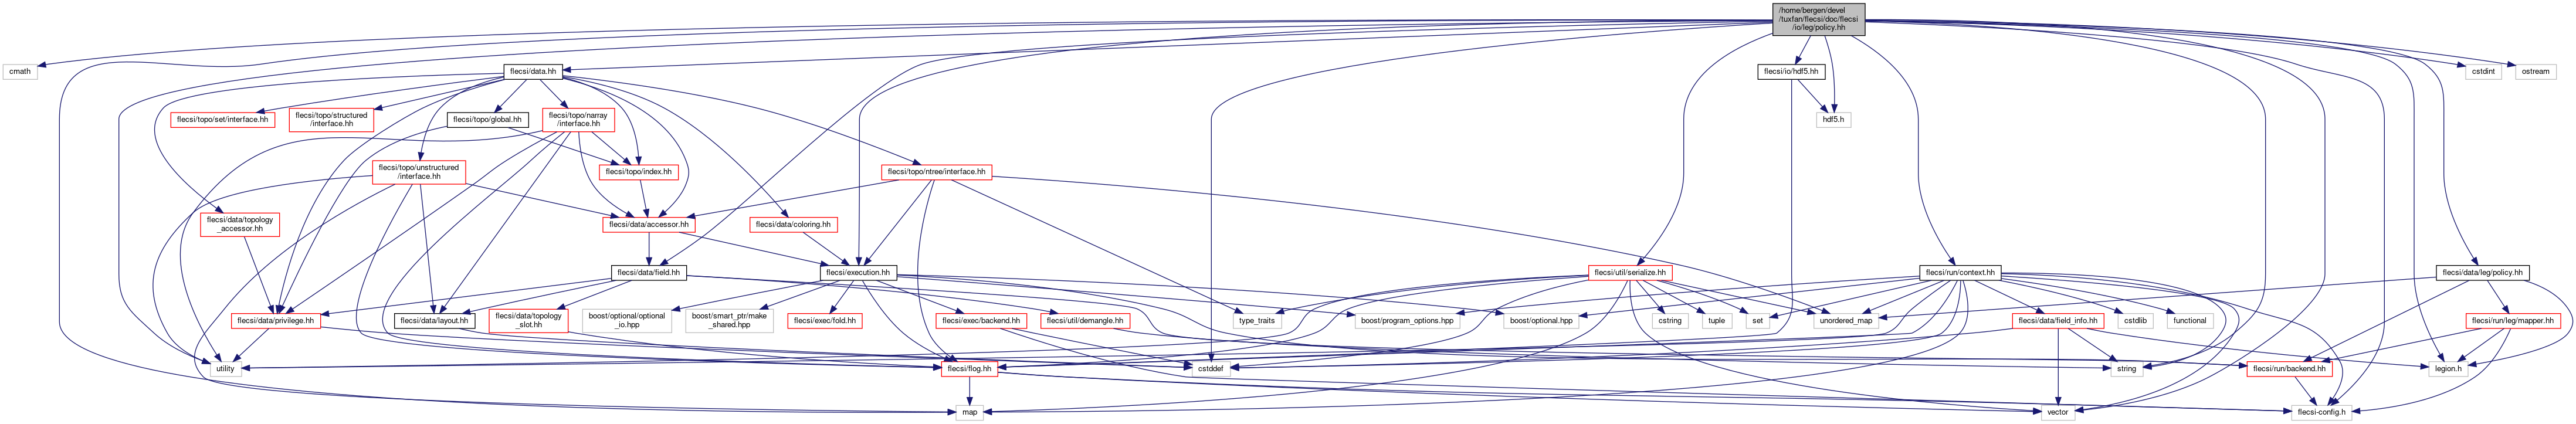 /home/bergen/devel
/tuxfan/flecsi/doc/flecsi
/io/leg/policy.hh
cmath
flecsi/data.hh
flecsi/io/hdf5.hh
cstdint
ostream
flecsi/topo/set/interface.hh
flecsi/topo/structured
/interface.hh
flecsi/topo/global.hh
flecsi/topo/narray
/interface.hh
hdf5.h
flecsi/topo/unstructured
/interface.hh
flecsi/topo/index.hh
flecsi/topo/ntree/interface.hh
flecsi/data/topology
_accessor.hh
flecsi/data/accessor.hh
flecsi/data/coloring.hh
flecsi/data/field.hh
flecsi/execution.hh
flecsi/util/serialize.hh
flecsi/run/context.hh
flecsi/data/leg/policy.hh
flecsi/data/privilege.hh
flecsi/data/layout.hh
flecsi/data/topology
_slot.hh
boost/optional/optional
_io.hpp
boost/smart_ptr/make
_shared.hpp
flecsi/exec/fold.hh
flecsi/exec/backend.hh
flecsi/util/demangle.hh
type_traits
boost/program_options.hpp
boost/optional.hpp
cstring
tuple
set
unordered_map
flecsi/data/field_info.hh
cstdlib
functional
flecsi/run/leg/mapper.hh
utility
flecsi/flog.hh
cstddef
string
flecsi/run/backend.hh
legion.h
map
vector
flecsi-config.h